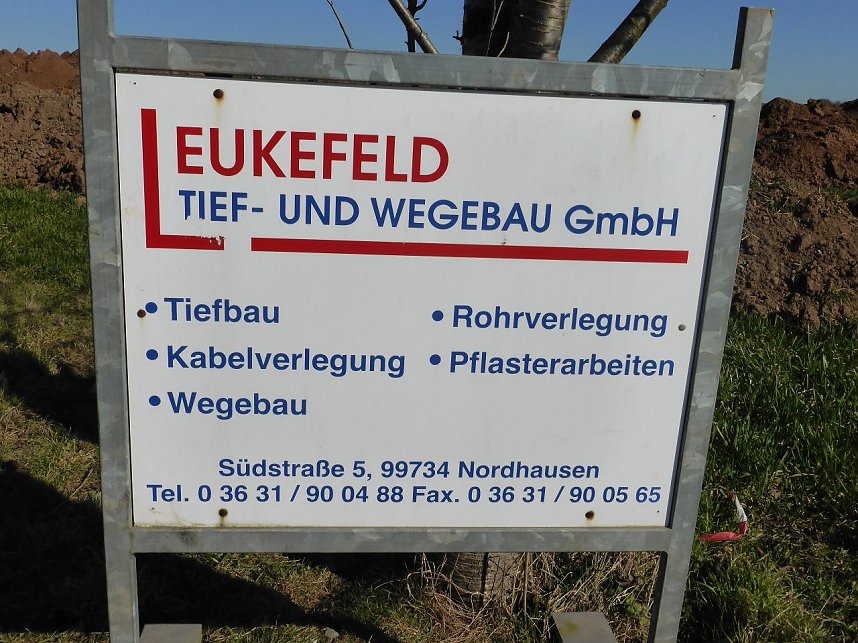 LEUKEFELD
TIEF- UND WEGEBAU GmbH
• Tiefbau
• Kabelverlegung
• Wegebau
• Rohrverlegung
• Pflasterarbeiten
Südstraße 5, 99734 Nordhausen
Tel. 0 36 31 / 90 04 88 Fax. 0 36 31 / 90 05 65